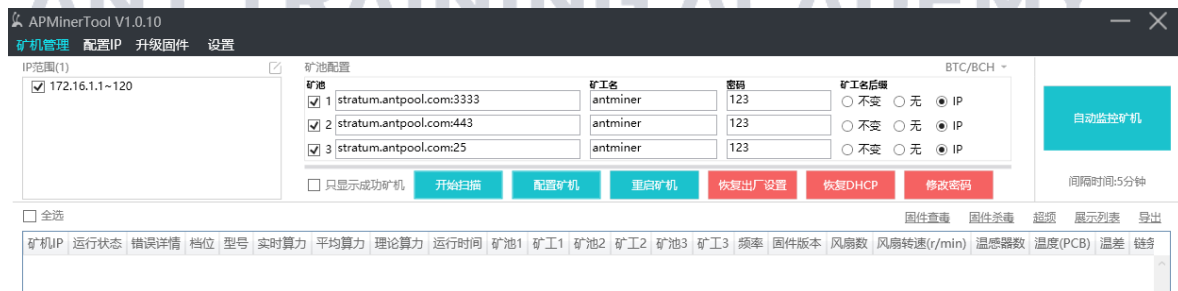 ANT TRAINING ACADEMY
APMinerTool V1.0.10
矿机管理 配置IP 升级固件 设置
IP范围(1)
172.16.1.1~120
矿池配置 BTC/BCH
矿池 矿工名 密码 矿工名后缀
1 stratum.antpool.com:3333 antminer 123 不变 无 IP
2 stratum.antpool.com:443 antminer 123 不变 无 IP
3 stratum.antpool.com:25 antminer 123 不变 无 IP
自动监控矿机
只显示成功矿机 开始扫描 配置矿机 重启矿机 恢复出厂设置 恢复DHCP 修改密码
间隔时间:5分钟
全选 固件查毒 固件杀毒 超频 展示列表 导出
矿机IP 运行状态 错误详情 档位 型号 实时算力 平均算力 理论算力 运行时间 矿池1 矿工1 矿池2 矿工2 矿池3 矿工3 频率 固件版本 风扇数 风扇转速(r/min) 温感器数 温度(PCB) 温差